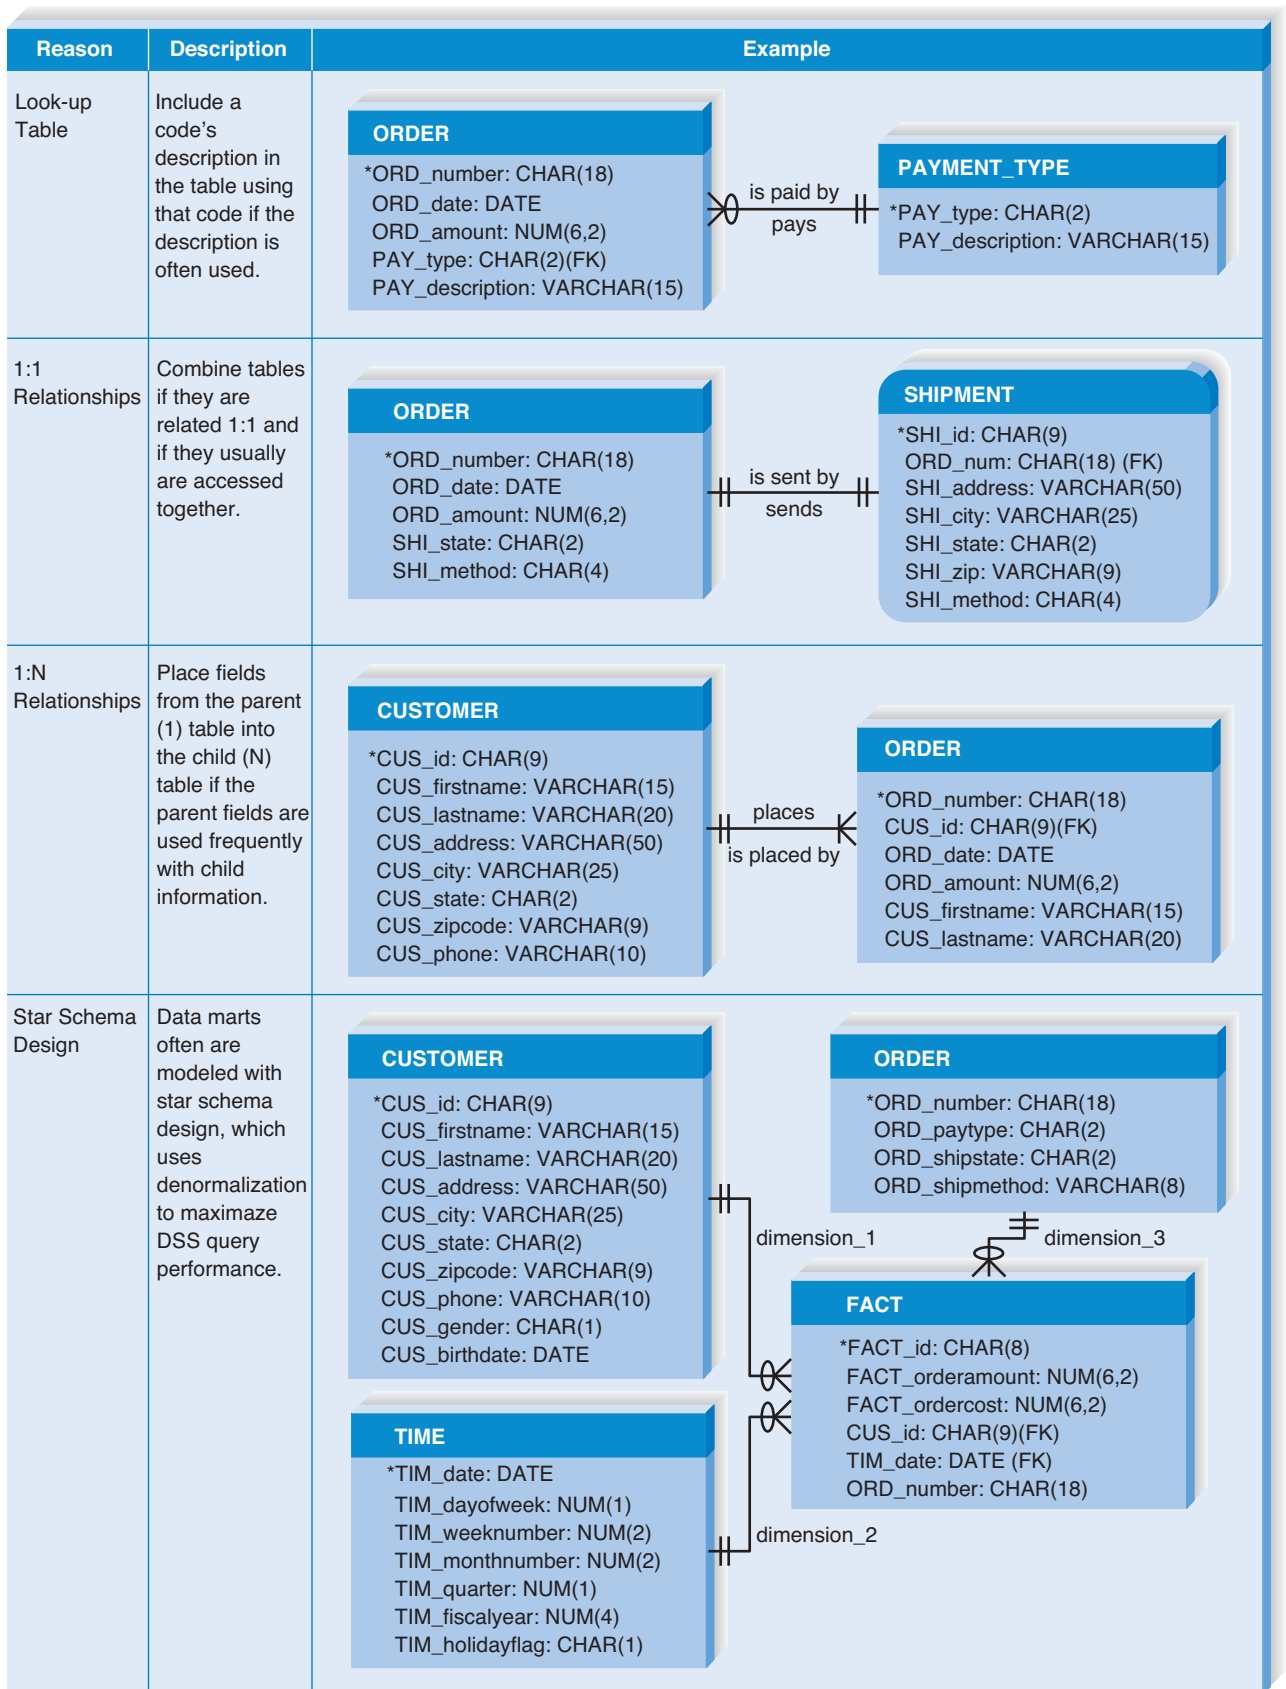 Reason
Description
Example
Look-up
Table
Include a
code's
description in
the table using
that code if the
description is
often used.
ORDER
*ORD_number: CHAR(18)
ORD_date: DATE
ORD_amount: NUM(6,2)
PAY_type: CHAR(2)(FK)
PAY_description: VARCHAR(15)
is paid by
pays
PAYMENT_TYPE
*PAY_type: CHAR(2)
PAY_description: VARCHAR(15)
1:1
Relationships
Combine tables
if they are
related 1:1 and
if they usually
are accessed
together.
ORDER
*ORD_number: CHAR(18)
ORD_date: DATE
ORD_amount: NUM(6,2)
SHI_state: CHAR(2)
SHI_method: CHAR(4)
is sent by
sends
SHIPMENT
*SHI_id: CHAR(9)
ORD_num: CHAR(18) (FK)
SHI_address: VARCHAR(50)
SHI_city: VARCHAR(25)
SHI_state: CHAR(2)
SHI_zip: VARCHAR(9)
SHI_method: CHAR(4)
1:N
Relationships
Place fields
from the parent
(1) table into
the child (N)
table if the
parent fields are
used frequently
with child
information.
CUSTOMER
*CUS_id: CHAR(9)
CUS_firstname: VARCHAR(15)
CUS_lastname: VARCHAR(20)
CUS_address: VARCHAR(50)
CUS_city: VARCHAR(25)
CUS_state: CHAR(2)
CUS_zipcode: VARCHAR(9)
CUS_phone: VARCHAR(10)
places
is placed by
ORDER
*ORD_number: CHAR(18)
CUS_id: CHAR(9)(FK)
ORD_date: DATE
ORD_amount: NUM(6,2)
CUS_firstname: VARCHAR(15)
CUS_lastname: VARCHAR(20)
Star Schema
Design
Data marts
often are
modeled with
star schema
design, which
uses
denormalization
to maximaze
DSS query
performance.
CUSTOMER
*CUS_id: CHAR(9)
CUS_firstname: VARCHAR(15)
CUS_lastname: VARCHAR(20)
CUS_address: VARCHAR(50)
CUS_city: VARCHAR(25)
CUS_state: CHAR(2)
CUS_zipcode: VARCHAR(9)
CUS_phone: VARCHAR(10)
CUS_gender: CHAR(1)
CUS_birthdate: DATE
dimension_1
ORDER
*ORD_number: CHAR(18)
ORD_paytype: CHAR(2)
ORD_shipstate: CHAR(2)
ORD_shipmethod: VARCHAR(8)
dimension_3
FACT
*FACT_id: CHAR(8)
FACT_orderamount: NUM(6,2)
FACT_ordercost: NUM(6,2)
CUS_id: CHAR(9)(FK)
TIM_date: DATE (FK)
ORD_number: CHAR(18)
TIME
*TIM_date: DATE
TIM_dayofweek: NUM(1)
TIM_weeknumber: NUM(2)
TIM_monthnumber: NUM(2)
TIM_quarter: NUM(1)
TIM_fiscalyear: NUM(4)
TIM_holidayflag: CHAR(1)
dimension_2